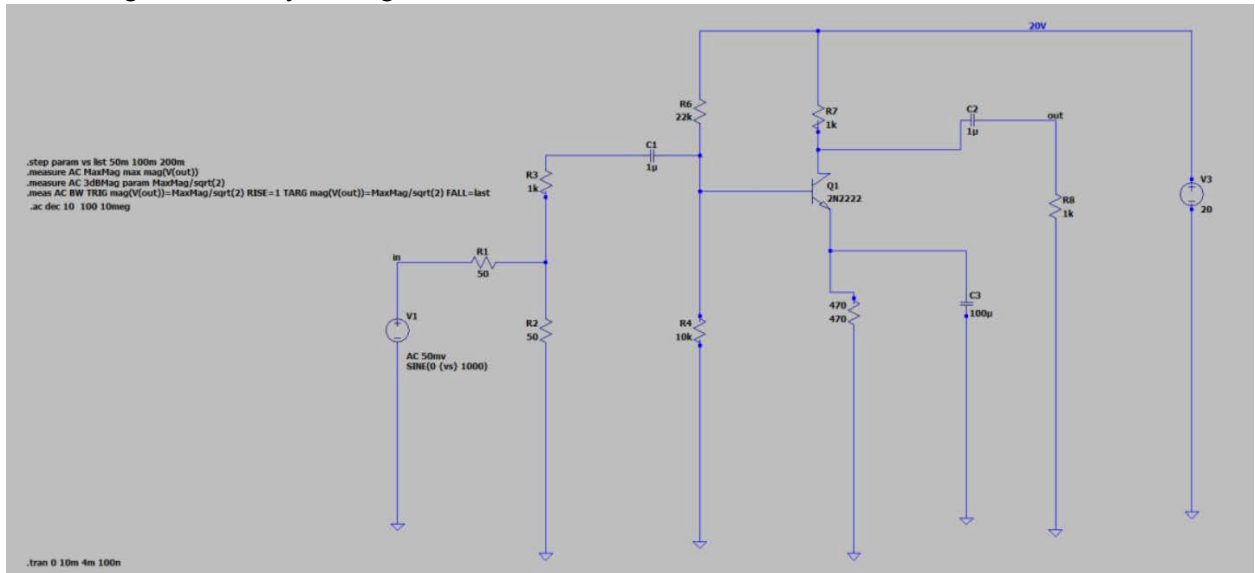 20V
R6
22k
R7
1k
C2
1µ
out
C1
1µ
.step param vs list 50m 100m 200m
.measure AC MaxMag max mag(V(out))
.measure AC 3dBMag param MaxMag/sqrt(2)
.meas AC BW TRIG mag(V(out))=MaxMag/sqrt(2) RISE=1 TARG mag(V(out))=MaxMag/sqrt(2) FALL=last
.ac dec 10 100 10meg
R3
1k
Q1
2N2222
V3
20
R8
1k
in
R1
50
V1
AC 50mv
SINE(0 {vs} 1000)
R2
50
R4
10k
470
470
C3
100µ
.tran 0 10m 4m 100n